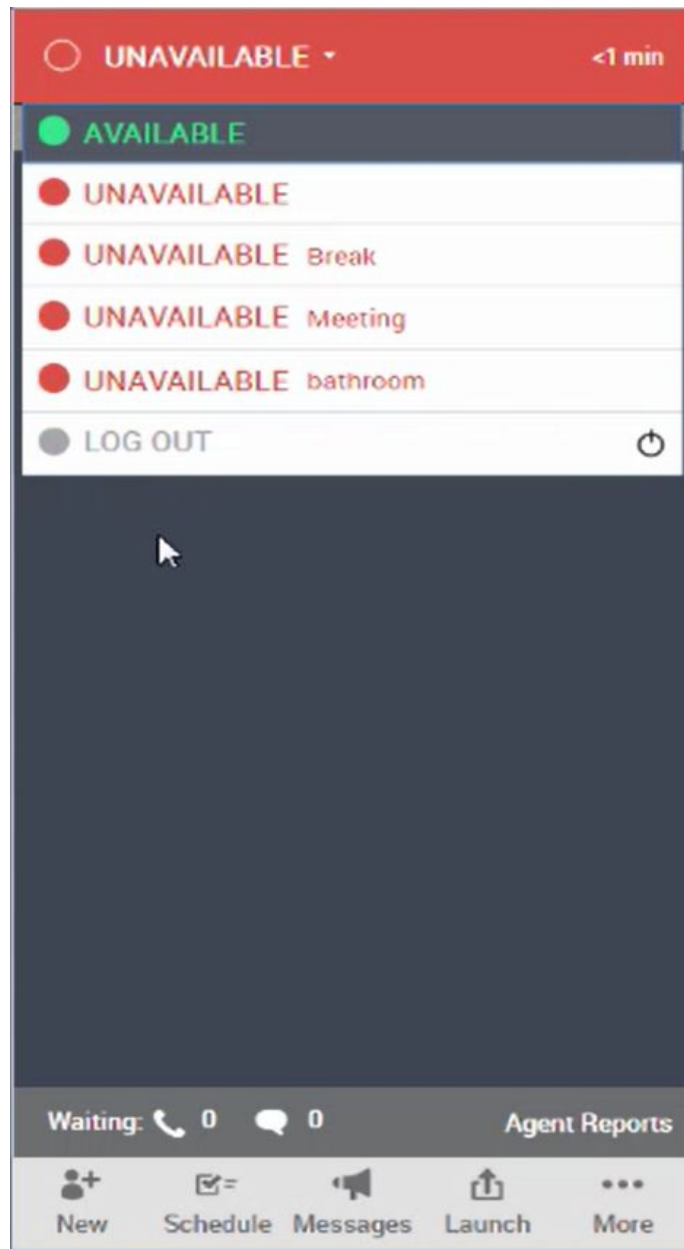 UNAVAILABLE <1 min
AVAILABLE
UNAVAILABLE
UNAVAILABLE Break
UNAVAILABLE Meeting
UNAVAILABLE bathroom
LOG OUT
Waiting: 0 0 Agent Reports
New Schedule Messages Launch More